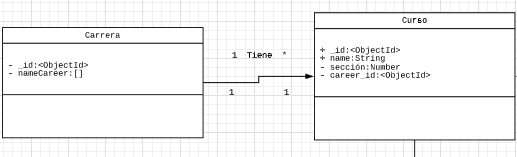 Carrera
- _id:<ObjectId>
- nameCareer:[]
1 Tiene *
1 1
Curso
+ _id:<ObjectId>
+ name:String
- sección:Number
- career_id:<ObjectId>